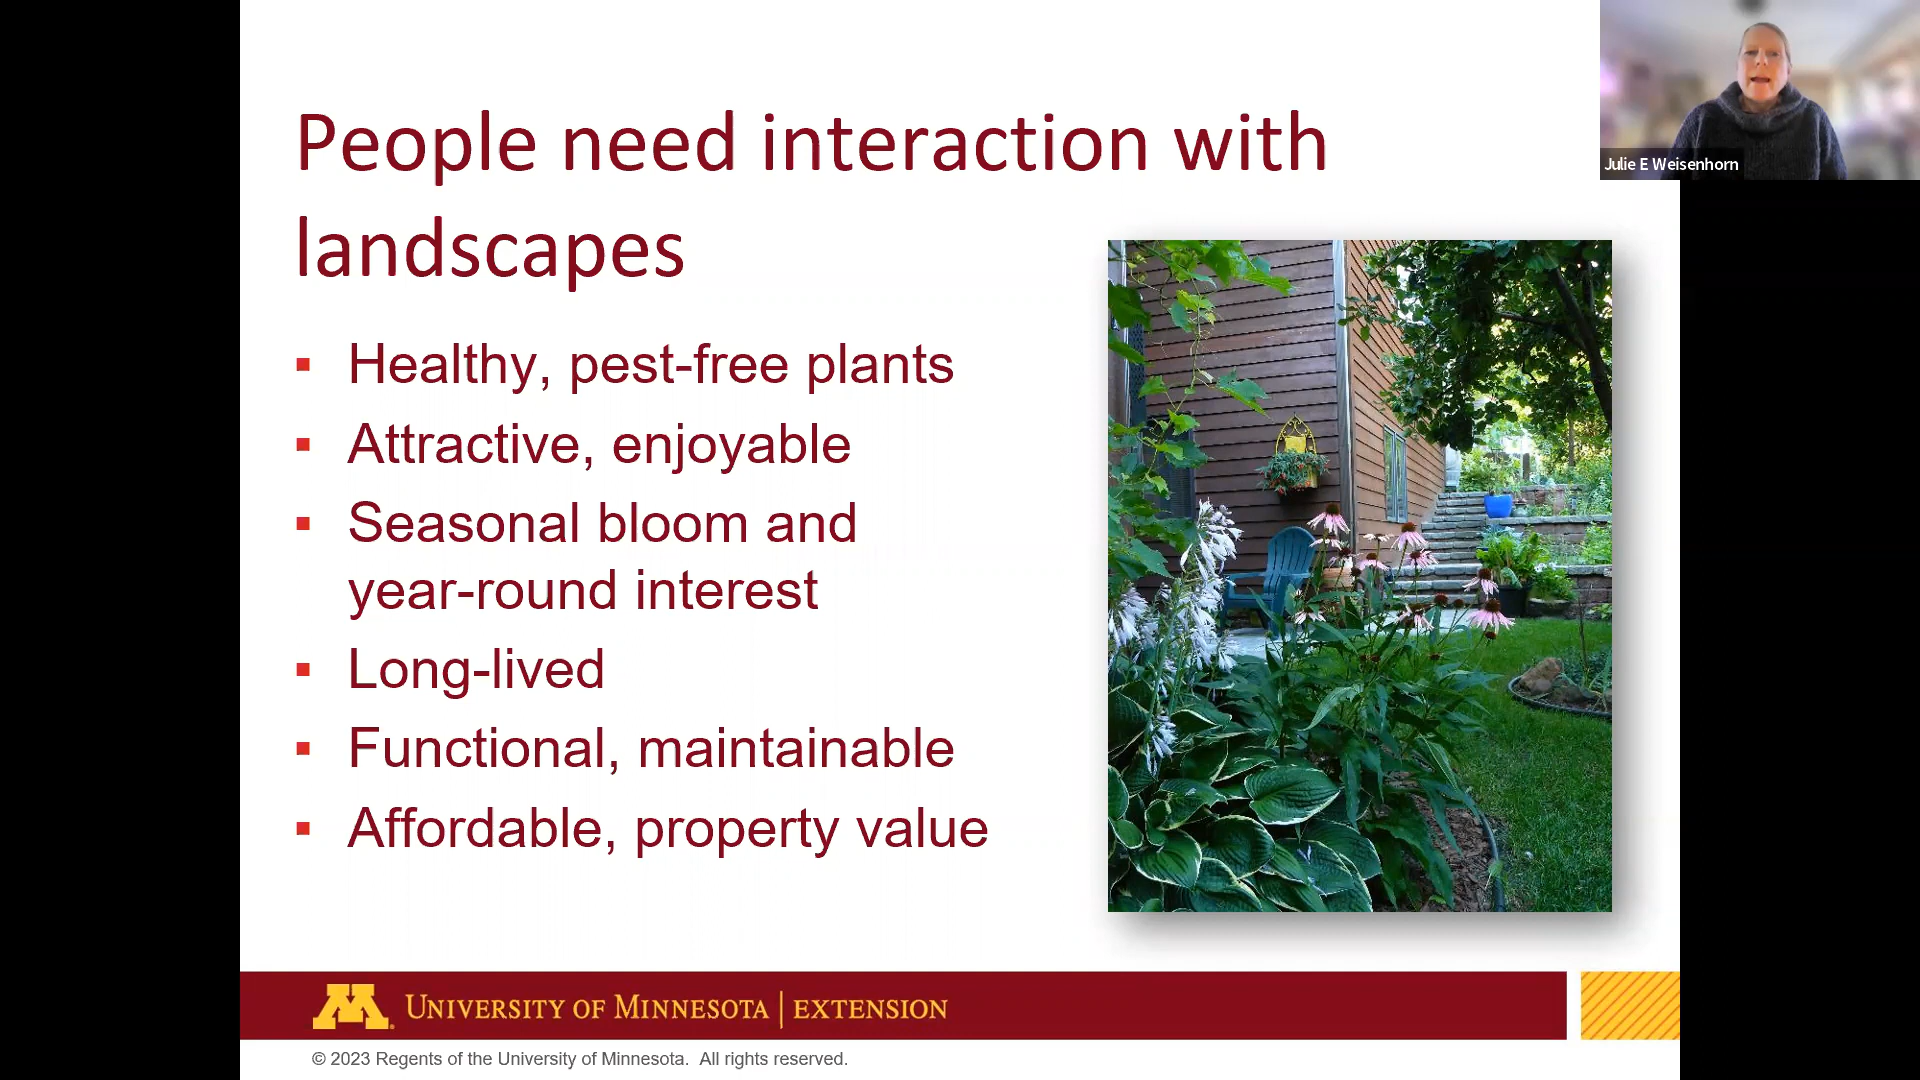 People need interaction with
landscapes
▪ Healthy, pest-free plants
▪ Attractive, enjoyable
▪ Seasonal bloom and
year-round interest
▪ Long-lived
▪ Functional, maintainable
▪ Affordable, property value
Julie E Weisenhorn
M UNIVERSITY OF MINNESOTA | EXTENSION
© 2023 Regents of the University of Minnesota. All rights reserved.